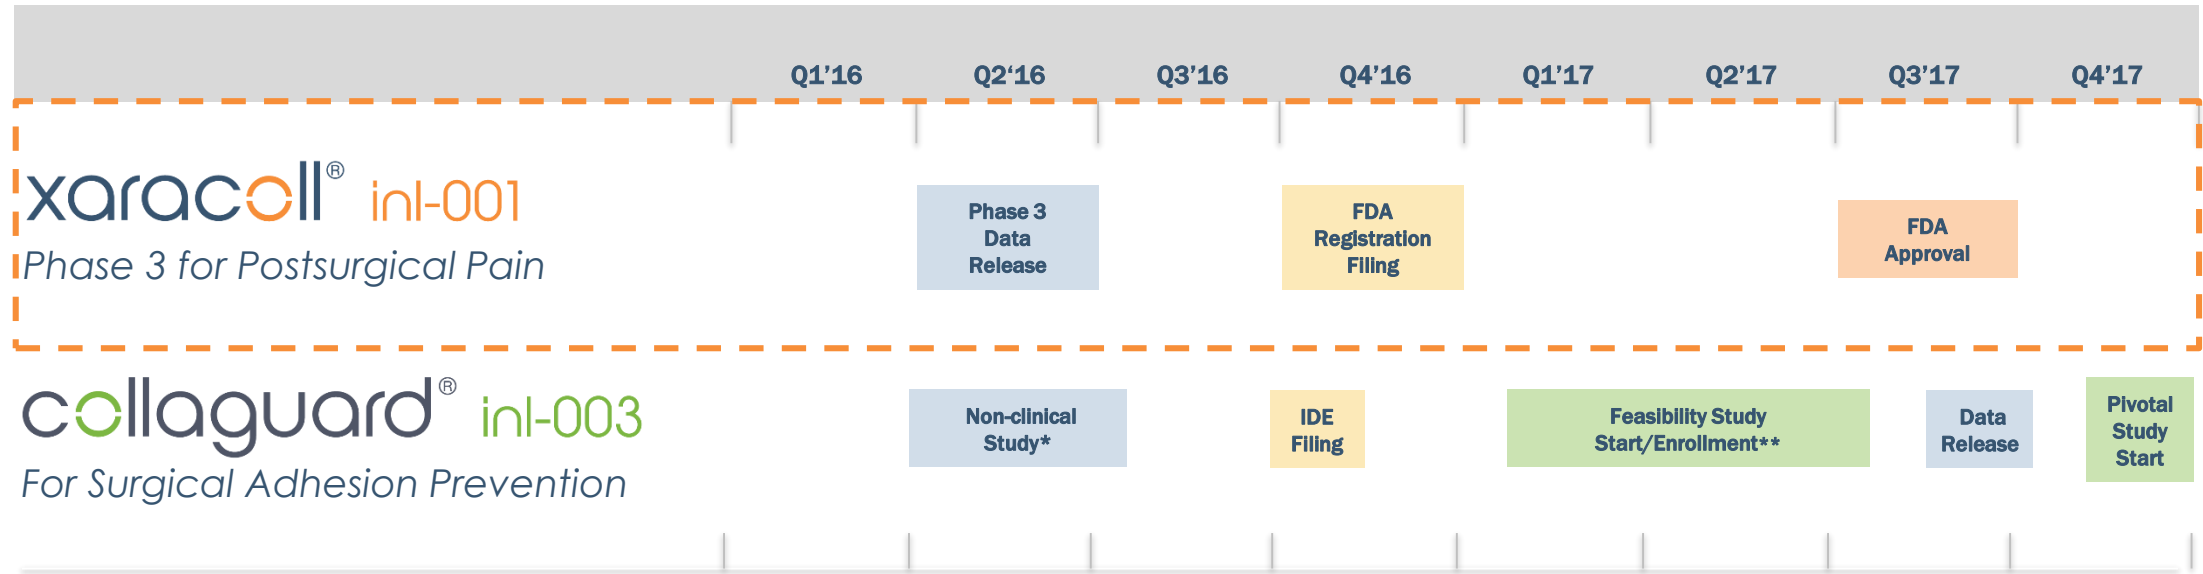 Q1’16 Q2‘16 Q3’16 Q4’16 Q1’17 Q2’17 Q3’17 Q4’17
xaracoll® inl-001
Phase 3 for Postsurgical Pain
Phase 3
Data
Release
FDA
Registration
Filing
FDA
Approval
collaguard® inl-003
For Surgical Adhesion Prevention
Non-clinical
Study*
IDE
Filing
Feasibility Study
Start/Enrollment**
Data
Release
Pivotal
Study
Start